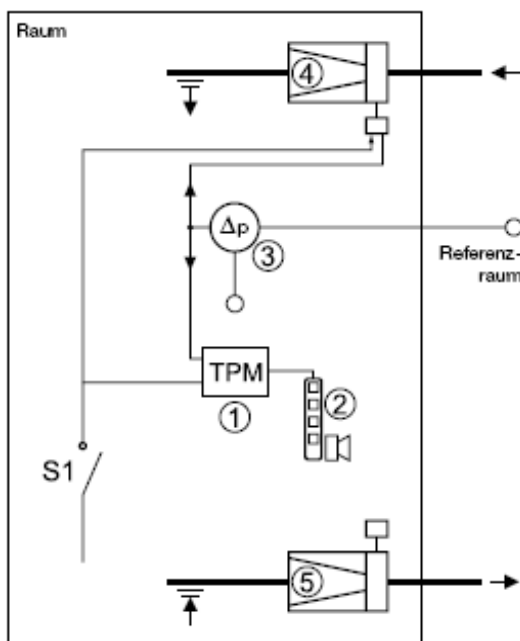 Raum
④
Δp
③
Referenz-
raum
TPM
①
②
S1
⑤